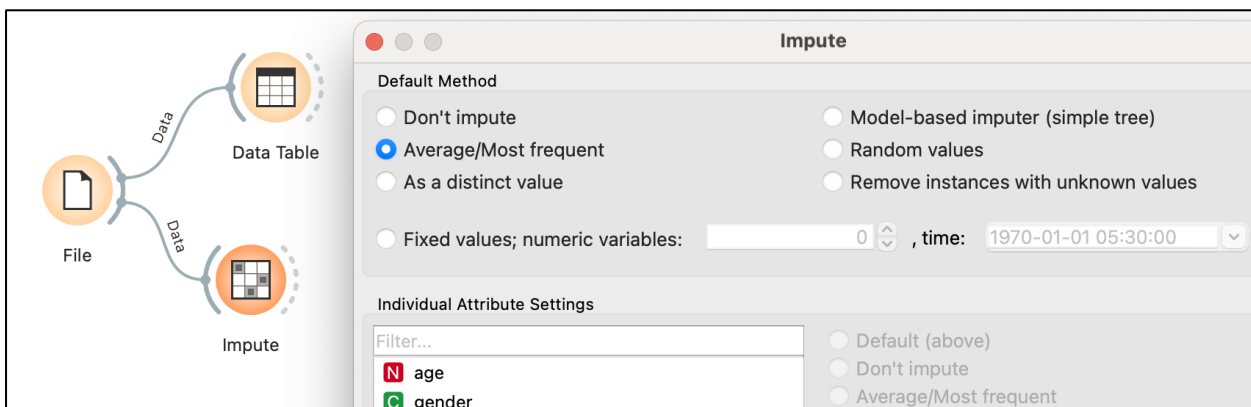 Impute
Default Method
Don't impute
Model-based imputer (simple tree)
Average/Most frequent
Random values
As a distinct value
Remove instances with unknown values
Fixed values; numeric variables:
0
, time:
1970-01-01 05:30:00
Individual Attribute Settings
Filter...
Default (above)
N age
Don't impute
C gender
Average/Most frequent
Data
Data Table
File
Data
Impute